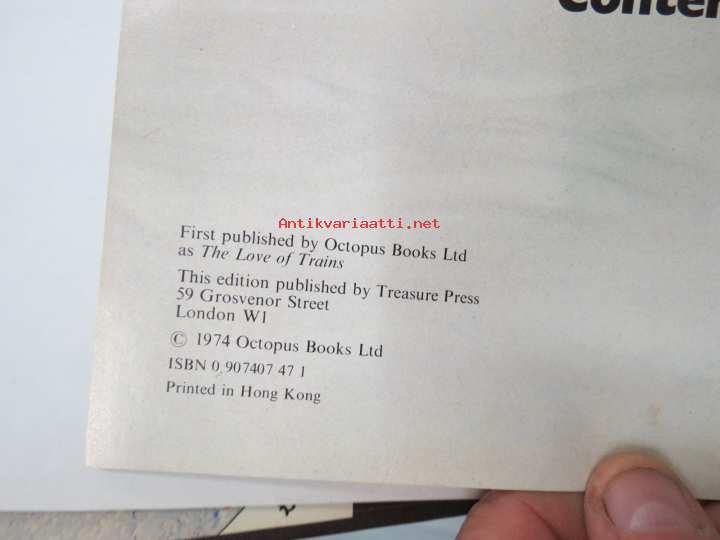 Conten
Antikvariaatti.net
First published by Octopus Books Ltd
as The Love of Trains
This edition published by Treasure Press
59 Grosvenor Street
London W1
© 1974 Octopus Books Ltd
ISBN 0 907407 47 1
Printed in Hong Kong